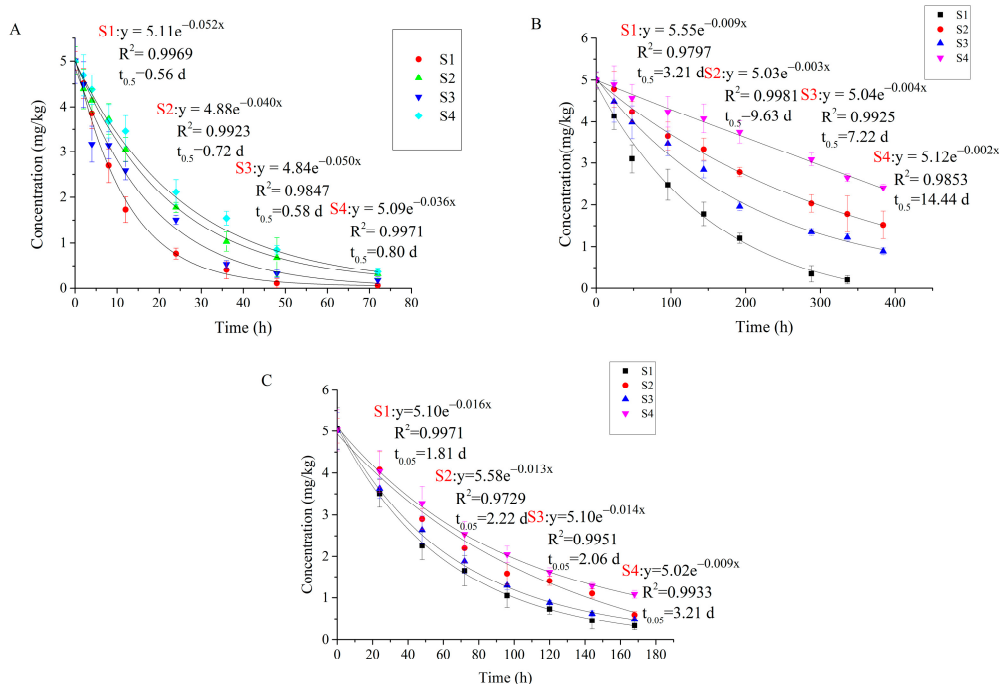 A
S1:y = 5.11e^−0.052x
R²= 0.9969
t0.5−0.56 d
S2:y = 4.88e^−0.040x
R²= 0.9923
t0.5−0.72 d
S3:y = 4.84e^−0.050x
R²= 0.9847
t0.5= 0.58 d
S4:y = 5.09e^−0.036x
R²= 0.9971
t0.5= 0.80 d
S1
S2
S3
S4
Concentration (mg/kg)
0
1
2
3
4
5
6
0 10 20 30 40 50 60 70 80
Time (h)
B
S1:y = 5.55e^−0.009x
R²= 0.9797
t0.5=3.21 d
S2:y = 5.03e^−0.003x
R²= 0.9981
t0.5−9.63 d
S3:y = 5.04e^−0.004x
R²= 0.9925
t0.5= 7.22 d
S4:y = 5.12e^−0.002x
R²= 0.9853
t0.5=14.44 d
S1
S2
S3
S4
Concentration(mg/kg)
0
1
2
3
4
5
6
0 100 200 300 400 500
Time (h)
C
S1:y=5.10e^−0.016x
R²=0.9971
t0.05=1.81 d
S2:y=5.58e^−0.013x
R²=0.9729
t0.05=2.22 d
S3:y=5.10e^−0.014x
R²=0.9951
t0.05=2.06 d
S4:y=5.02e^−0.009x
R²=0.9933
t0.05=3.21 d
S1
S2
S3
S4
Concentration (mg/kg)
0
1
2
3
4
5
6
0 20 40 60 80 100 120 140 160 180
Time (h)